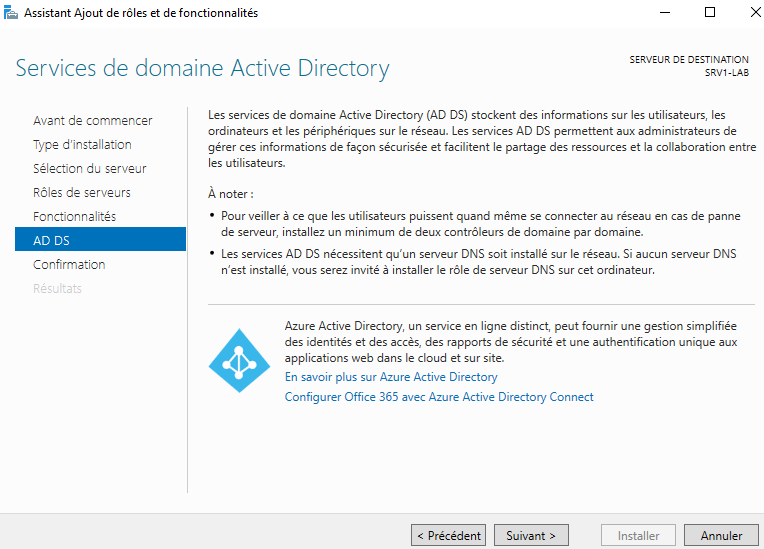 Assistant Ajout de rôles et de fonctionnalités
Services de domaine Active Directory
SERVEUR DE DESTINATION
SRV1-LAB
Avant de commencer
Type d'installation
Sélection du serveur
Rôles de serveurs
Fonctionnalités
AD DS
Confirmation
Résultats
Les services de domaine Active Directory (AD DS) stockent des informations sur les utilisateurs, les
ordinateurs et les périphériques sur le réseau. Les services AD DS permettent aux administrateurs de
gérer ces informations de façon sécurisée et facilitent le partage des ressources et la collaboration entre
les utilisateurs.
À noter :
• Pour veiller à ce que les utilisateurs puissent quand même se connecter au réseau en cas de panne
de serveur, installez un minimum de deux contrôleurs de domaine par domaine.
• Les services AD DS nécessitent qu'un serveur DNS soit installé sur le réseau. Si aucun serveur DNS
n'est installé, vous serez invité à installer le rôle de serveur DNS sur cet ordinateur.
Azure Active Directory, un service en ligne distinct, peut fournir une gestion simplifiée
des identités et des accès, des rapports de sécurité et une authentification unique aux
applications web dans le cloud et sur site.
En savoir plus sur Azure Active Directory
Configurer Office 365 avec Azure Active Directory Connect
< Précédent
Suivant >
Installer
Annuler